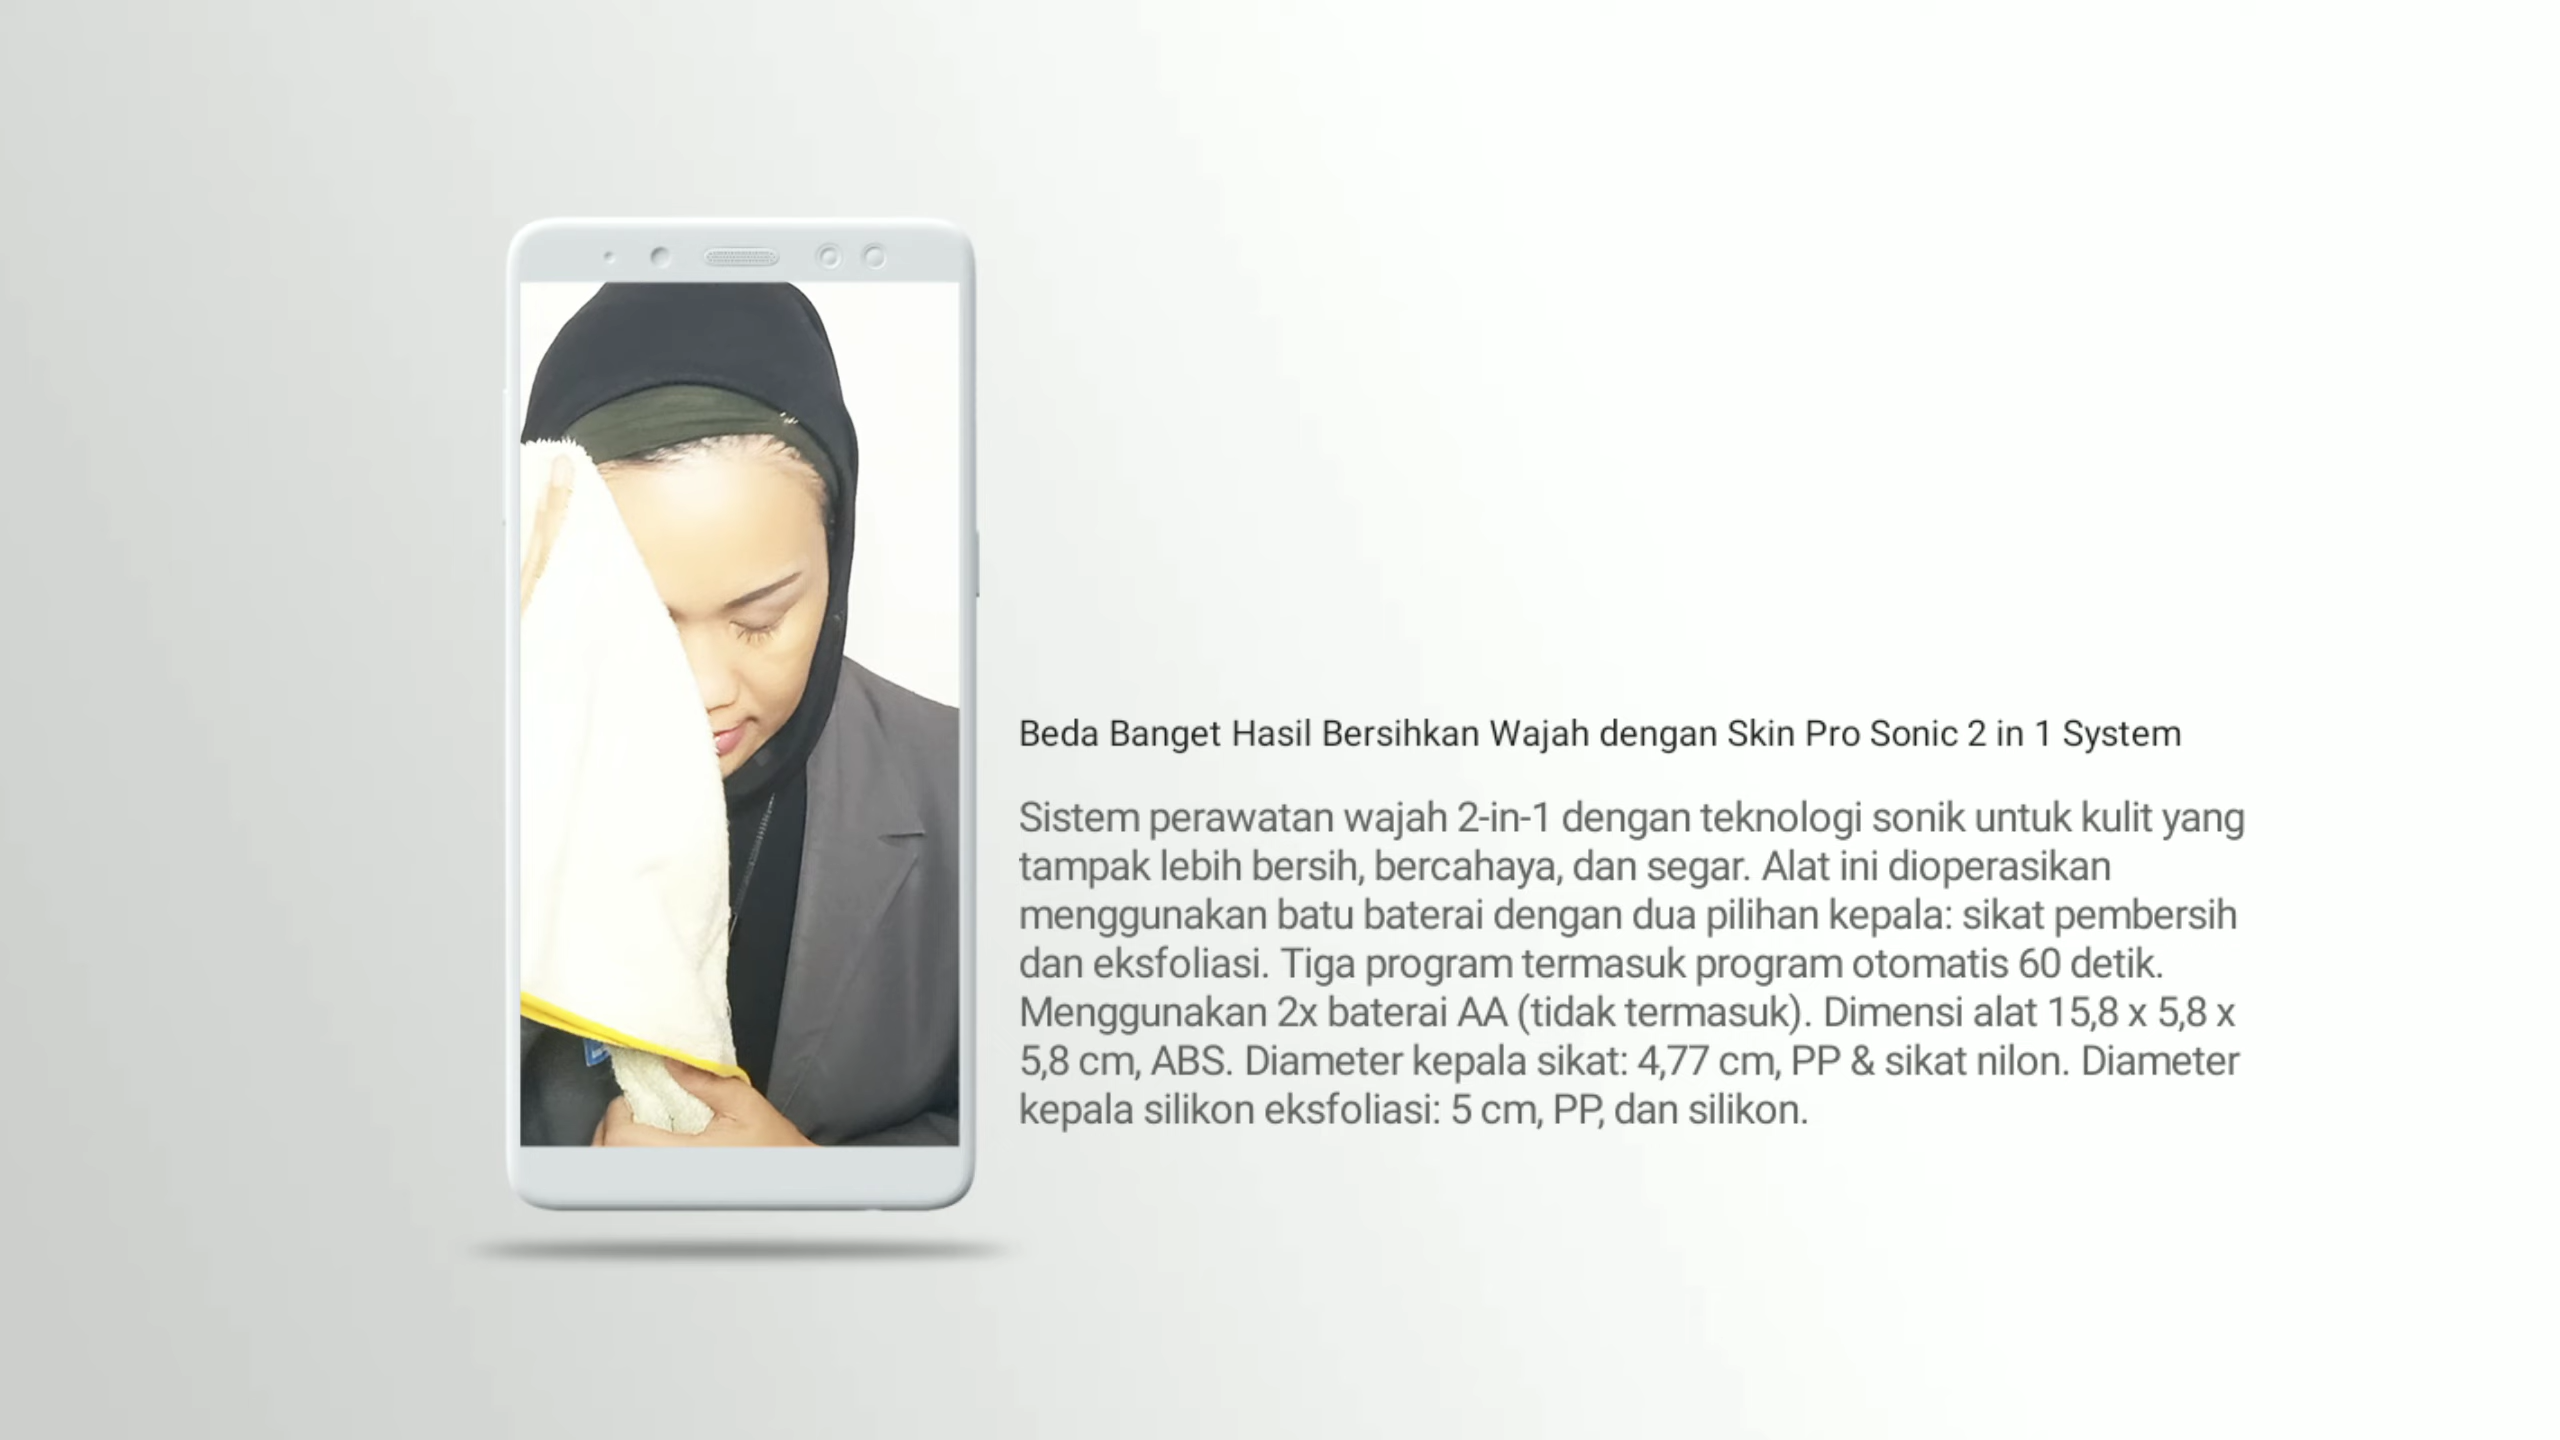 Beda Banget Hasil Bersihkan Wajah dengan Skin Pro Sonic 2 in 1 System
Sistem perawatan wajah 2-in-1 dengan teknologi sonik untuk kulit yang
tampak lebih bersih, bercahaya, dan segar. Alat ini dioperasikan
menggunakan batu baterai dengan dua pilihan kepala: sikat pembersih
dan eksfoliasi. Tiga program termasuk program otomatis 60 detik.
Menggunakan 2x baterai AA (tidak termasuk). Dimensi alat 15,8 x 5,8 x
5,8 cm, ABS. Diameter kepala sikat: 4,77 cm, PP & sikat nilon. Diameter
kepala silikon eksfoliasi: 5 cm, PP, dan silikon.